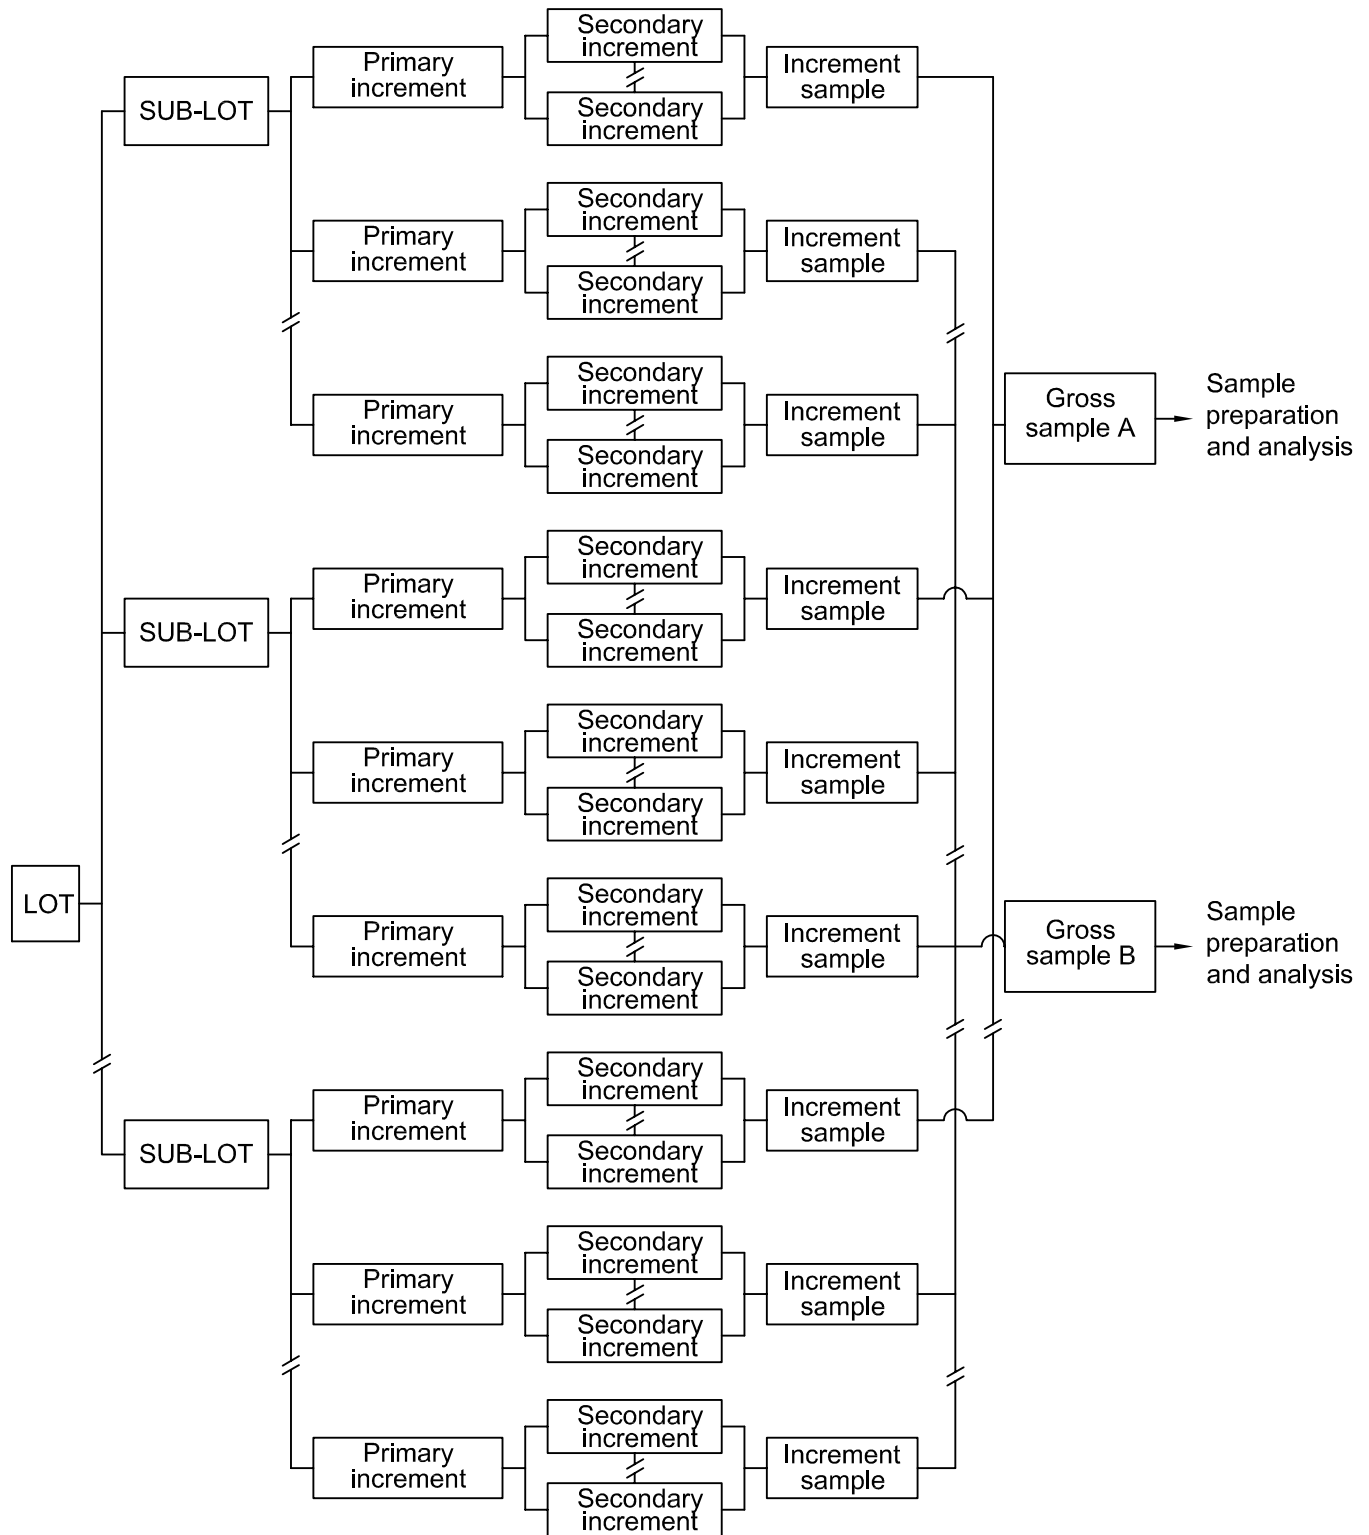 Secondary
increment
Primary
increment
Increment
sample
SUB-LOT
Secondary
increment
Secondary
increment
Primary
increment
Increment
sample
Secondary
increment
Secondary
increment
Primary
increment
Increment
sample
Secondary
increment
Gross
sample A
Sample
preparation
and analysis
Secondary
increment
Primary
increment
Increment
sample
SUB-LOT
Secondary
increment
Secondary
increment
Primary
increment
Increment
sample
Secondary
increment
LOT
Secondary
increment
Primary
increment
Increment
sample
Secondary
increment
Gross
sample B
Sample
preparation
and analysis
Secondary
increment
Primary
increment
Increment
sample
SUB-LOT
Secondary
increment
Secondary
increment
Primary
increment
Increment
sample
Secondary
increment
Secondary
increment
Primary
increment
Increment
sample
Secondary
increment